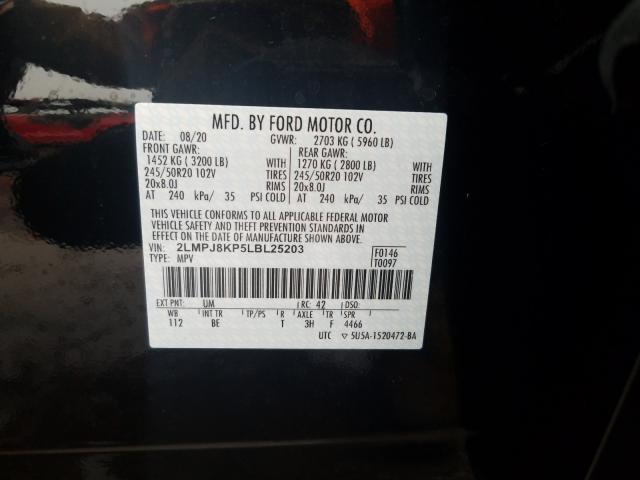 MFD. BY FORD MOTOR CO.
DATE: 08/20 GVWR: 2703 KG ( 5960 LB)
FRONT GAWR: REAR GAWR:
1452 KG ( 3200 LB) WITH 1270 KG ( 2800 LB) WITH
245/50R20 102V TIRES 245/50R20 102V TIRES
20x8.0J RIMS 20x8.0J RIMS
AT 240 kPa/ 35 PSI COLD AT 240 kPa/ 35 PSI COLD
THIS VEHICLE CONFORMS TO ALL APPLICABLE FEDERAL MOTOR
VEHICLE SAFETY AND THEFT PREVENTION STANDARDS IN
EFFECT ON THE DATE OF MANUFACTURE SHOWN ABOVE.
VIN: 2LMPJ8KP5LBL25203 F0146
TYPE: MPV T0097
EXT PNT: UM RC: 42 DSO:
WB INT TR TP/PS R AXLE TR SPR
112 BE T 3H F 4466
UTC ▽5U5A-1520472-BA